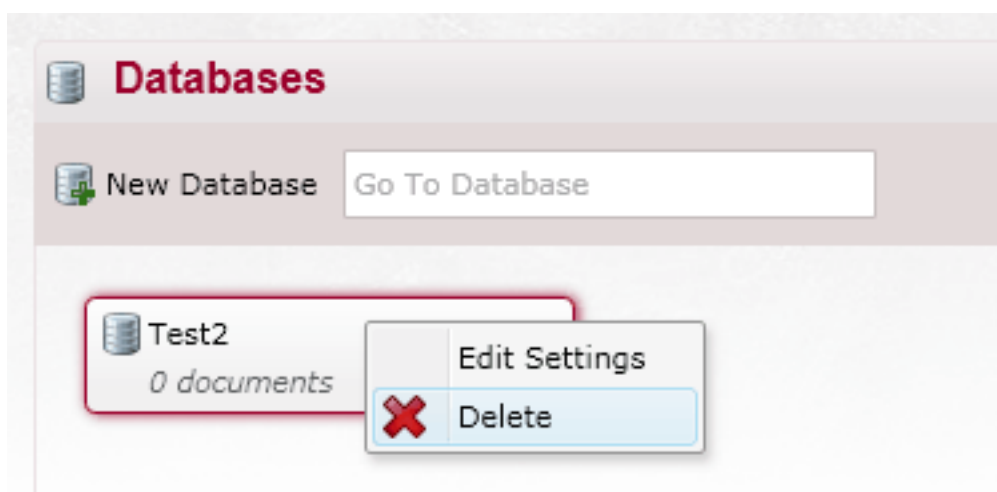 Databases
New Database
Go To Database
Test2
0 documents
Edit Settings
Delete